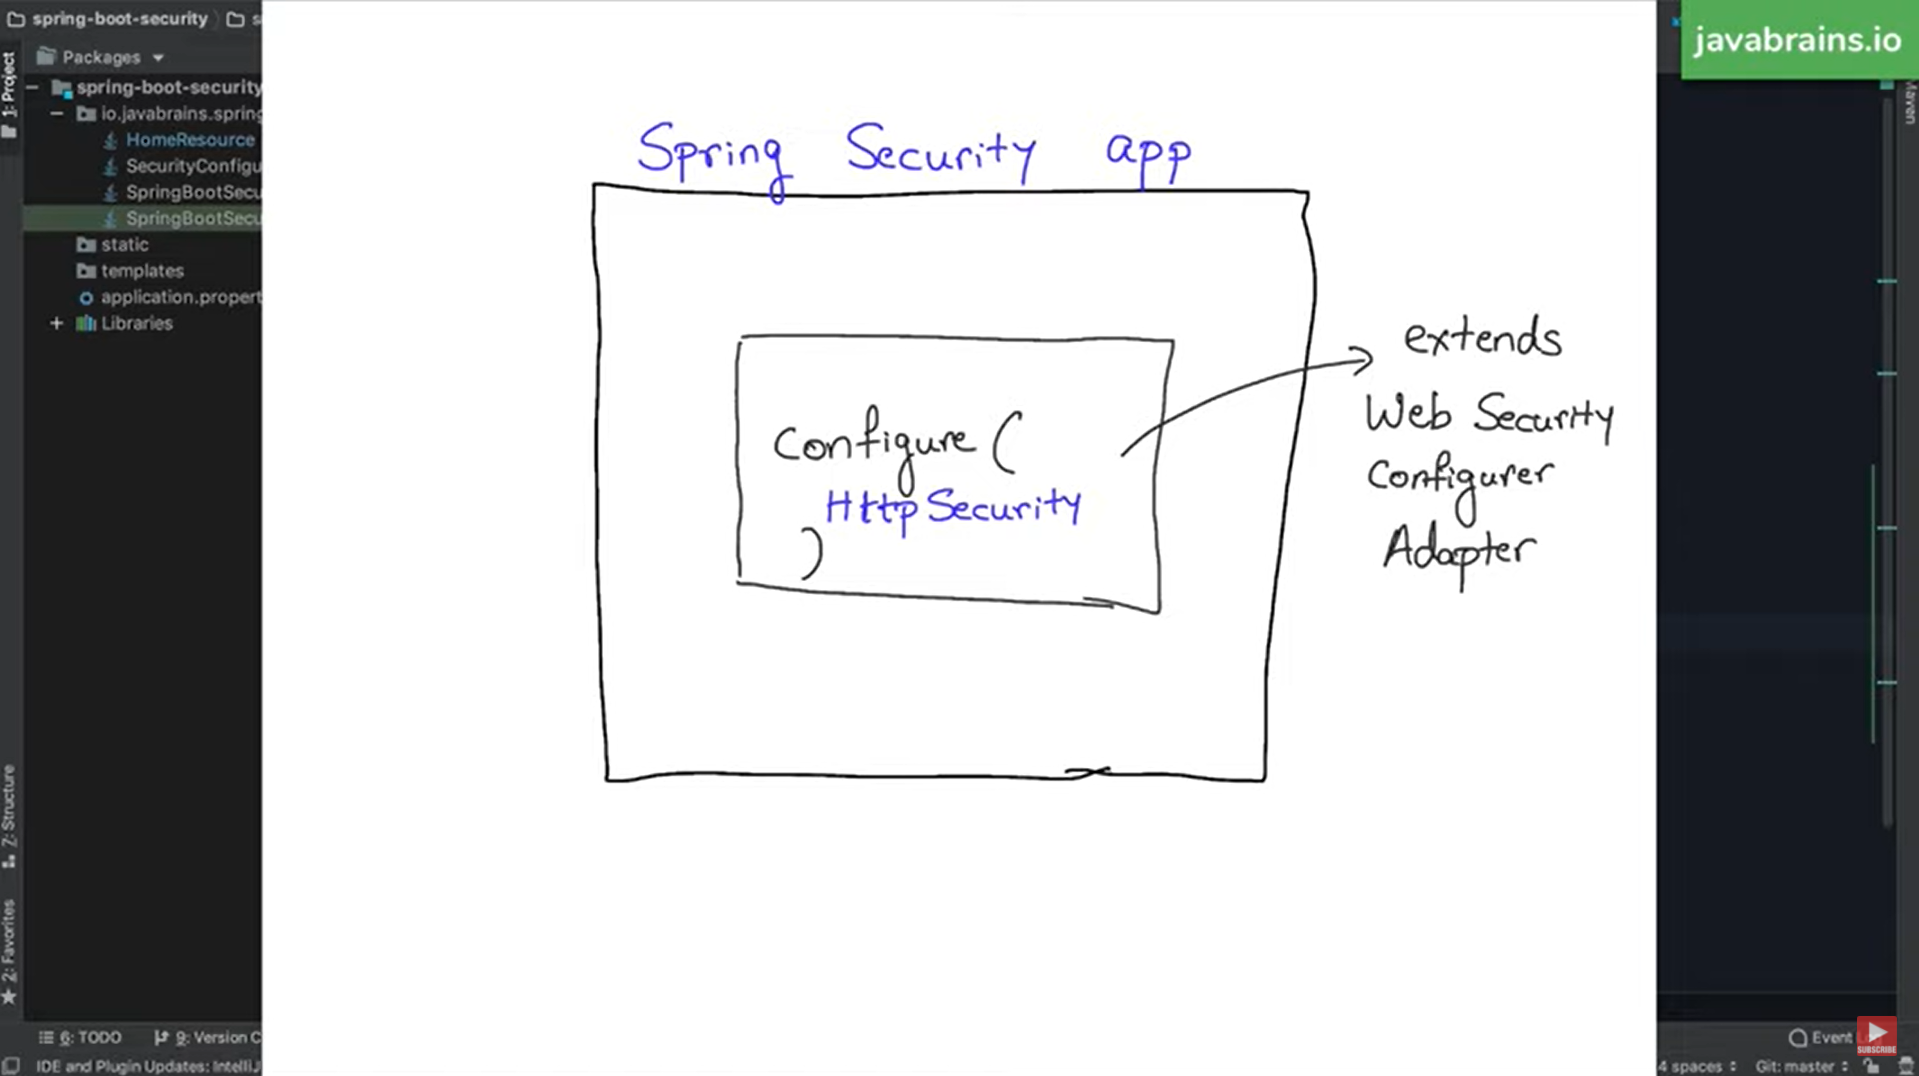 spring-boot-security
javabrains.io
1: Project
Packages
spring-boot-security
io.javabrains.spring
HomeResource
SecurityConfigu
SpringBootSecu
SpringBootSecu
static
templates
application.propert
Libraries
Maven
Spring Security app
configure (
HttpSecurity
)
extends
Web Security
Configurer
Adapter
7: Structure
2: Favorites
6: TODO
9: Version C
Event
SUBSCRIBE
IDE and Plugin Updates: IntelliJ
4 spaces
Git: master